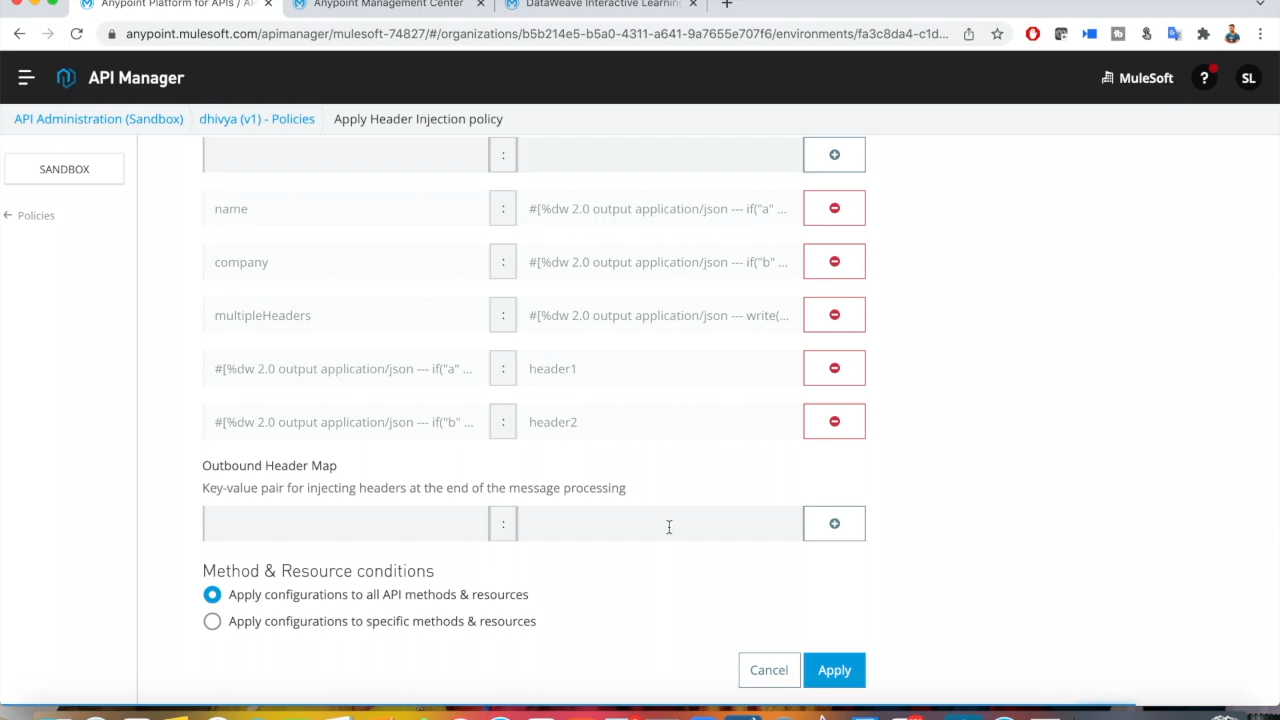 Anypoint Platform for APIs / AP
Anypoint Management Center
DataWeave Interactive Learning
anypoint.mulesoft.com/apimanager/mulesoft-74827/#/organizations/b5b214e5-b5a0-4311-a641-9a7655e707f6/environments/fa3c8da4-c1d...
API Manager
MuleSoft
?
SL
API Administration (Sandbox)
dhivya (v1) - Policies
Apply Header Injection policy
SANDBOX
Policies
:
name
:
#[%dw 2.0 output application/json --- if("a" ...
company
:
#[%dw 2.0 output application/json --- if("b" ...
multipleHeaders
:
#[%dw 2.0 output application/json --- write(...
#[%dw 2.0 output application/json --- if("a" ...
:
header1
#[%dw 2.0 output application/json --- if("b" ...
:
header2
Outbound Header Map
Key-value pair for injecting headers at the end of the message processing
:
Method & Resource conditions
Apply configurations to all API methods & resources
Apply configurations to specific methods & resources
Cancel
Apply